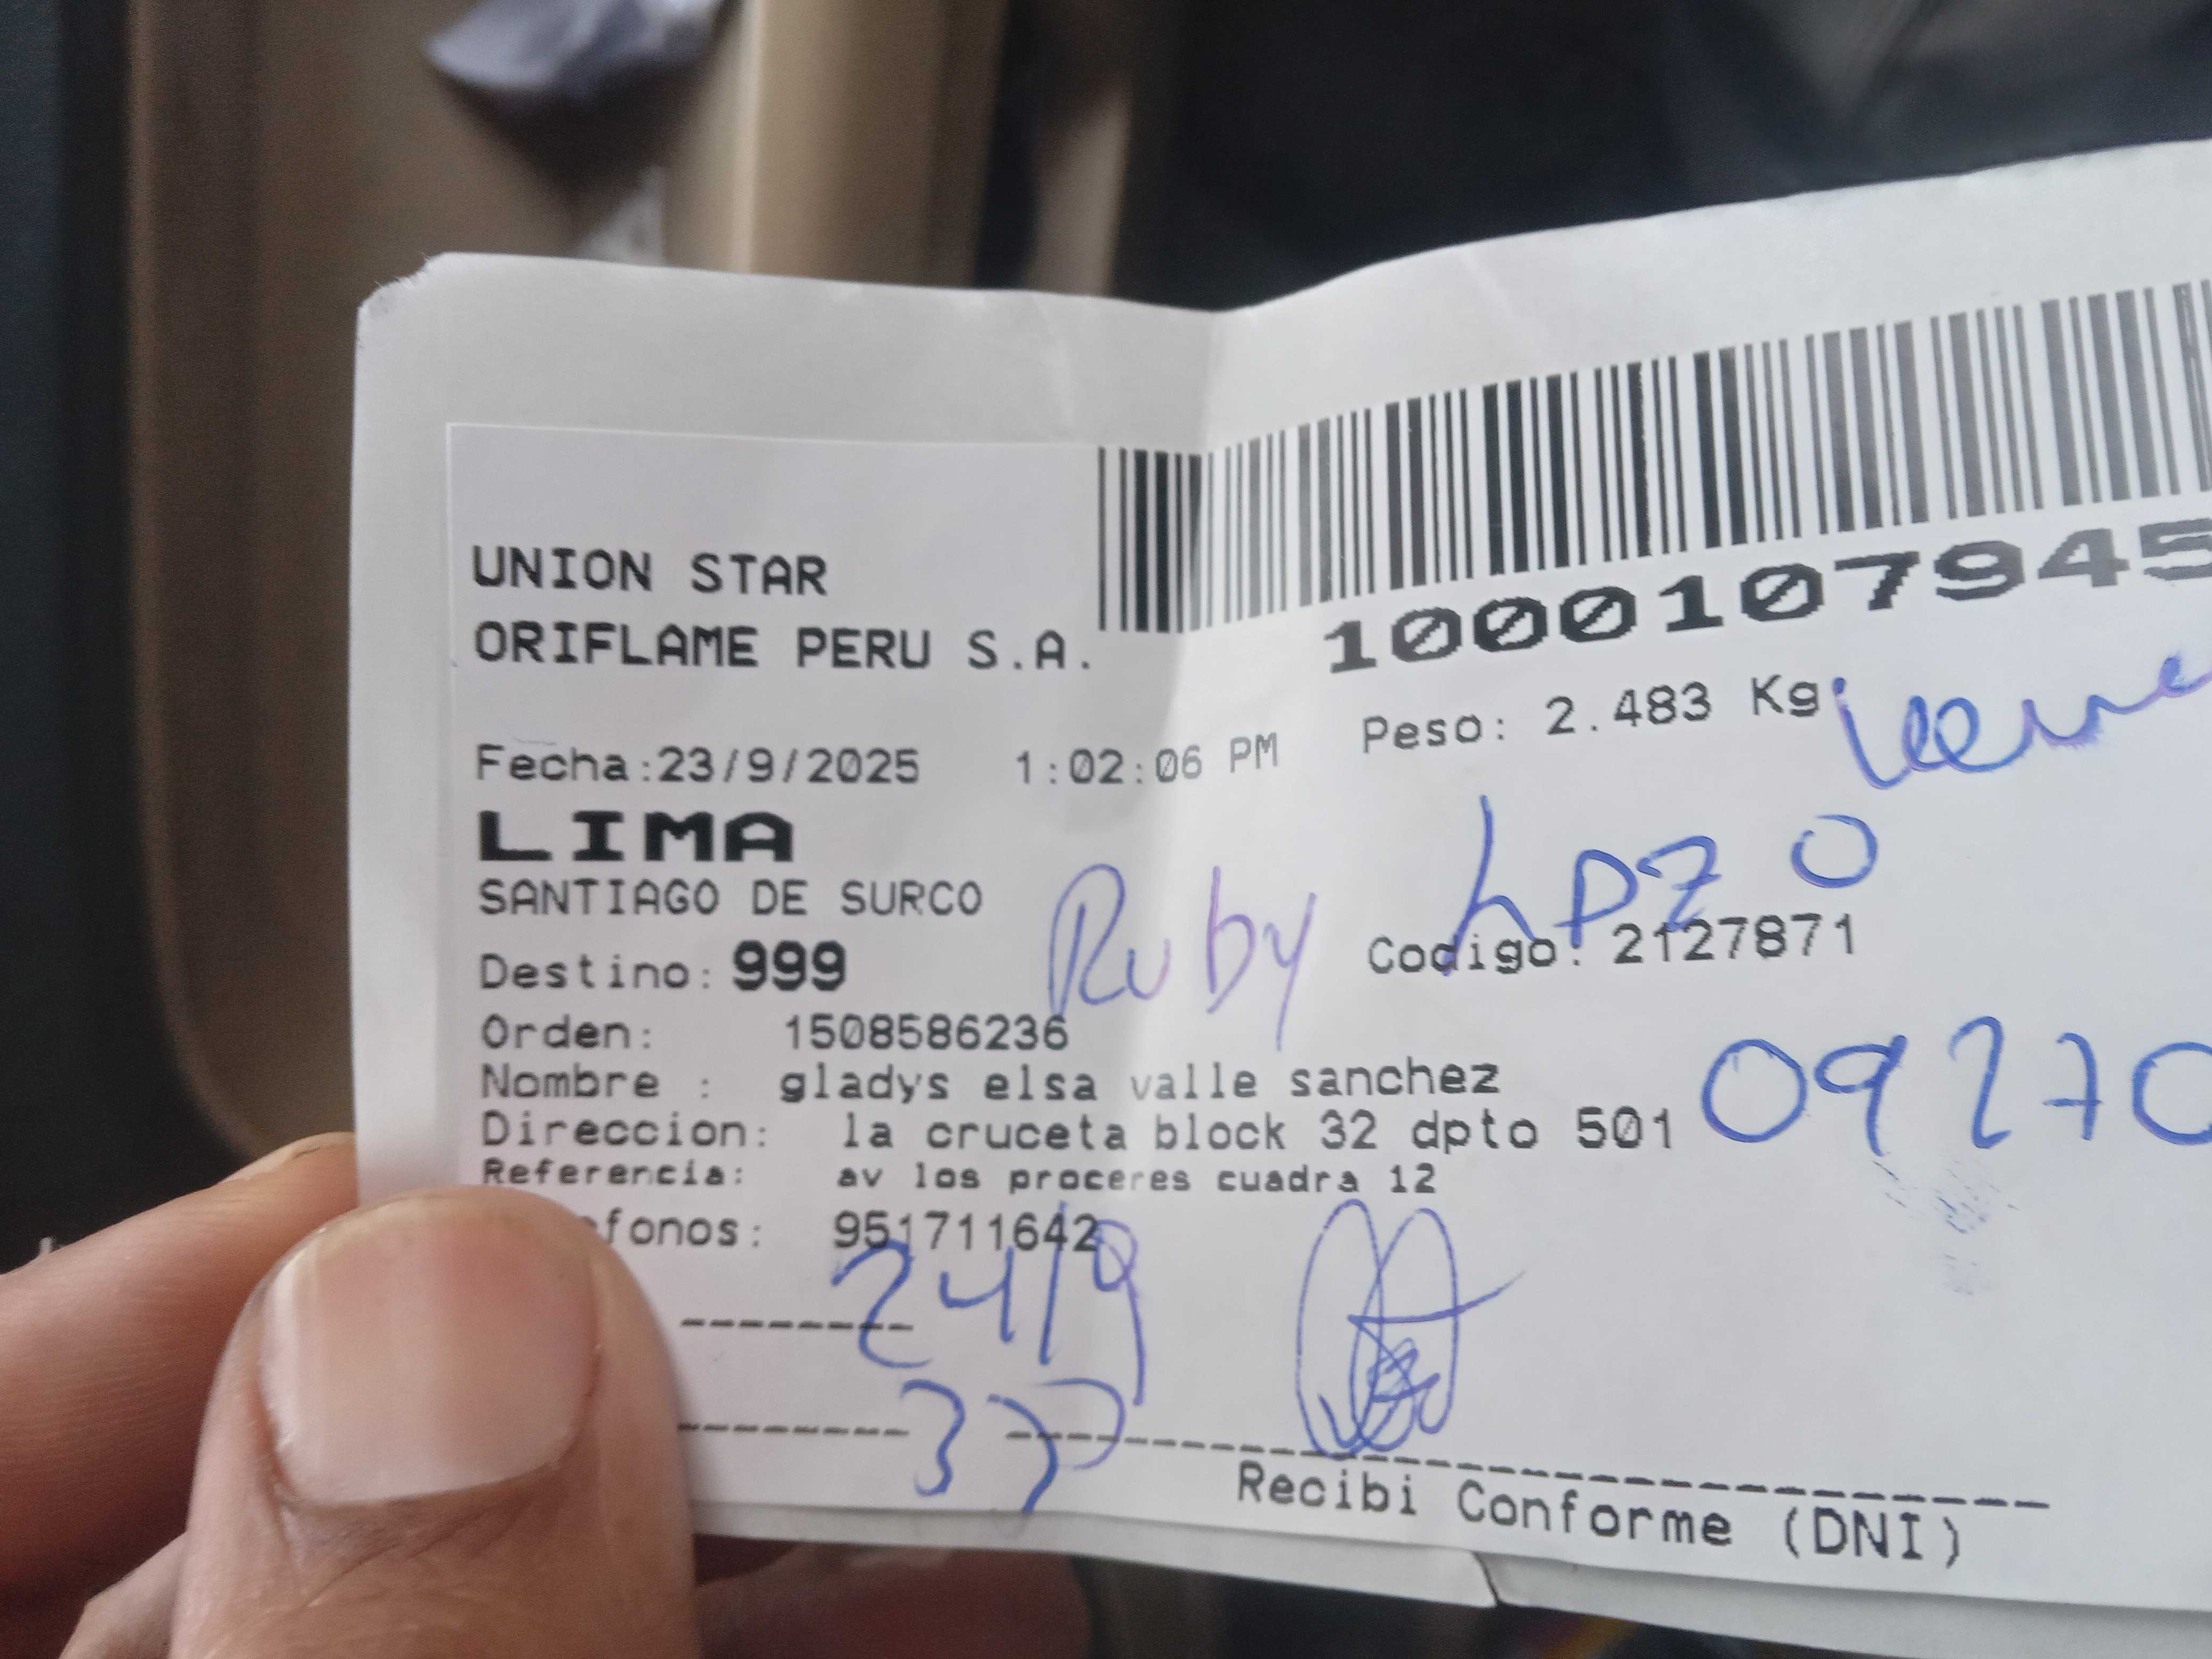 UNION STAR
ORIFLAME PERU S.A.
1000107945
Fecha:23/9/2025 1:02:06 PM Peso: 2.483 Kg
LIMA
SANTIAGO DE SURCO
Destino: 999 Ruby Codigo: 2127871
Orden: 1508586236
Nombre : gladys elsa valle sanchez
Direccion: la cruceta block 32 dpto 501
09270
Referencia: av los proceres cuadra 12
fonos: 951711642
24/9
Recibi Conforme (DNI)